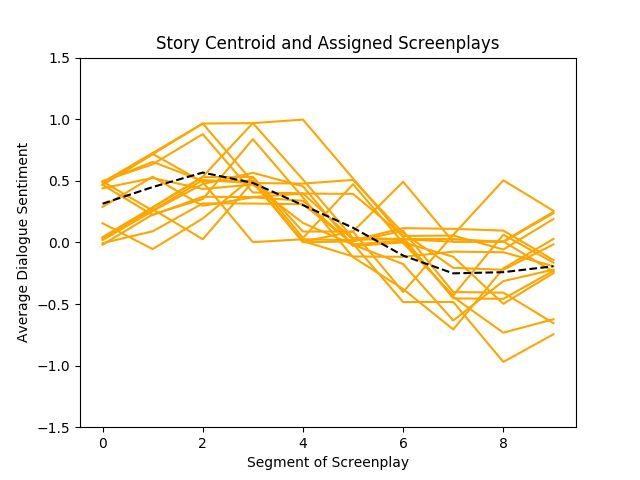 Story Centroid and Assigned Screenplays
1.5
1.0
0.5
0.0
−0.5
−1.0
−1.5
Average Dialogue Sentiment
0 2 4 6 8
Segment of Screenplay